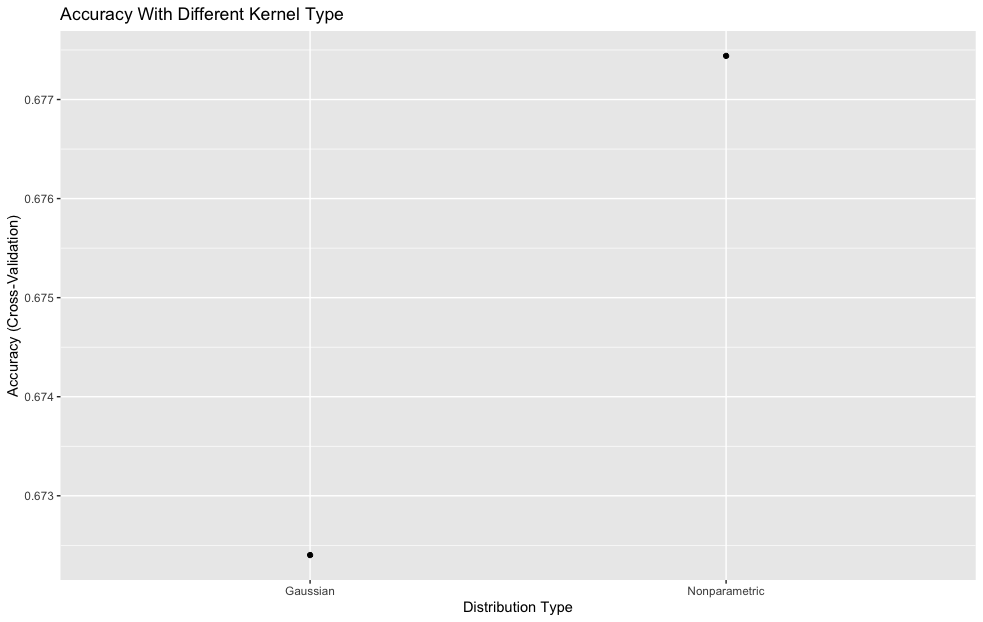 Accuracy With Different Kernel Type
Accuracy (Cross-Validation)
0.677
0.676
0.675
0.674
0.673
Gaussian
Nonparametric
Distribution Type